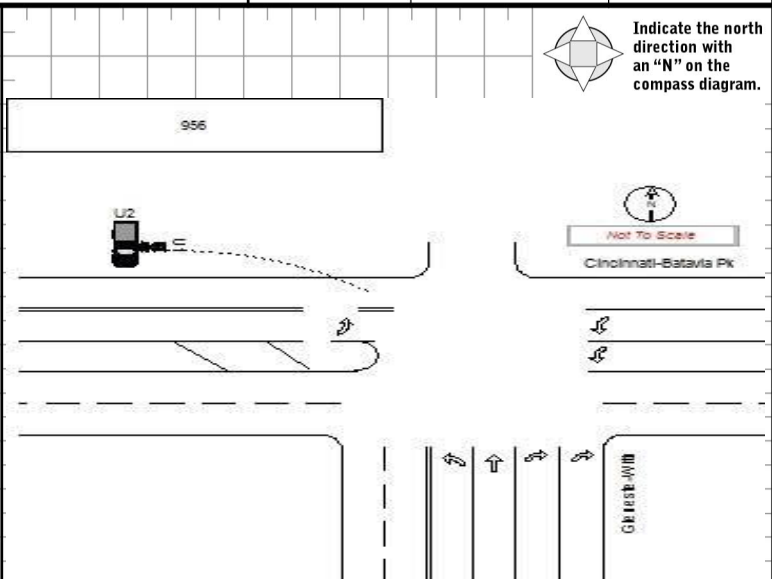 Indicate the north
direction with
an “N” on the
compass diagram.
956
U2
N
Not To Scale
Cincinnati-Batavia Pk